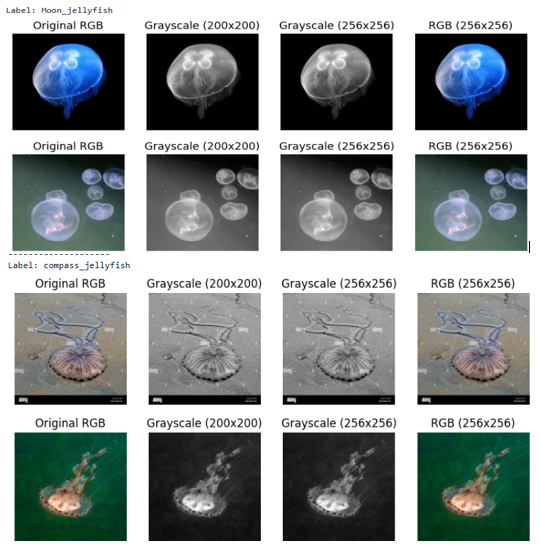 Label: Moon_jellyfish
Original RGB Grayscale (200x200) Grayscale (256x256) RGB (256x256)
Original RGB Grayscale (200x200) Grayscale (256x256) RGB (256x256)
--------------------
Label: compass_jellyfish
Original RGB Grayscale (200x200) Grayscale (256x256) RGB (256x256)
Original RGB Grayscale (200x200) Grayscale (256x256) RGB (256x256)